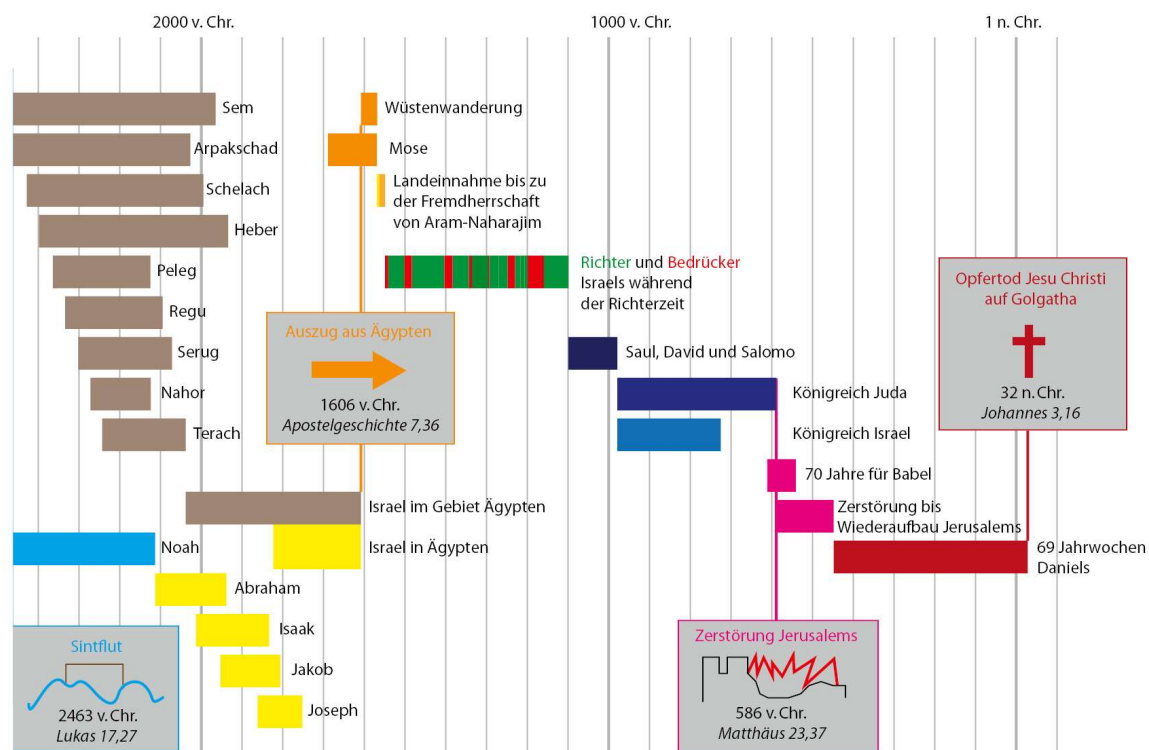 2000 v. Chr.
1000 v. Chr.
1 n. Chr.
Sem
Wüstenwanderung
Arpakschad
Mose
Schelach
Landeinnahme bis zu
der Fremdherrschaft
von Aram-Naharajim
Heber
Peleg
Richter und Bedrücker
Israels während
der Richterzeit
Regu
Opfertod Jesu Christi
auf Golgatha
32 n. Chr.
Johannes 3,16
Auszug aus Ägypten
1606 v. Chr.
Apostelgeschichte 7,36
Serug
Saul, David und Salomo
Nahor
Königreich Juda
Terach
Königreich Israel
70 Jahre für Babel
Israel im Gebiet Ägypten
Zerstörung bis
Wiederaufbau Jerusalems
Noah
Israel in Ägypten
69 Jahrwochen
Daniels
Abraham
Isaak
Sintflut
2463 v. Chr.
Lukas 17,27
Jakob
Joseph
Zerstörung Jerusalems
586 v. Chr.
Matthäus 23,37